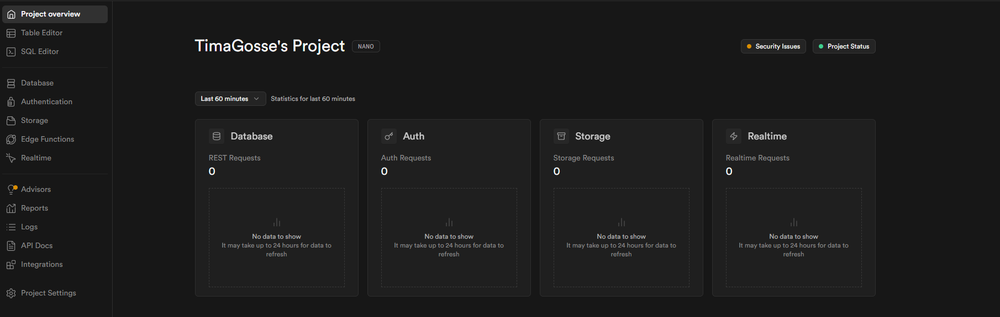 Project overview
Table Editor
SQL Editor
Database
Authentication
Storage
Edge Functions
Realtime
Advisors
Reports
Logs
API Docs
Integrations
Project Settings
TimaGosse's Project NANO
Security Issues
Project Status
Last 60 minutes Statistics for last 60 minutes
Database
REST Requests
0
No data to show
It may take up to 24 hours for data to
refresh
Auth
Auth Requests
0
No data to show
It may take up to 24 hours for data to
refresh
Storage
Storage Requests
0
No data to show
It may take up to 24 hours for data to
refresh
Realtime
Realtime Requests
0
No data to show
It may take up to 24 hours for data to
refresh